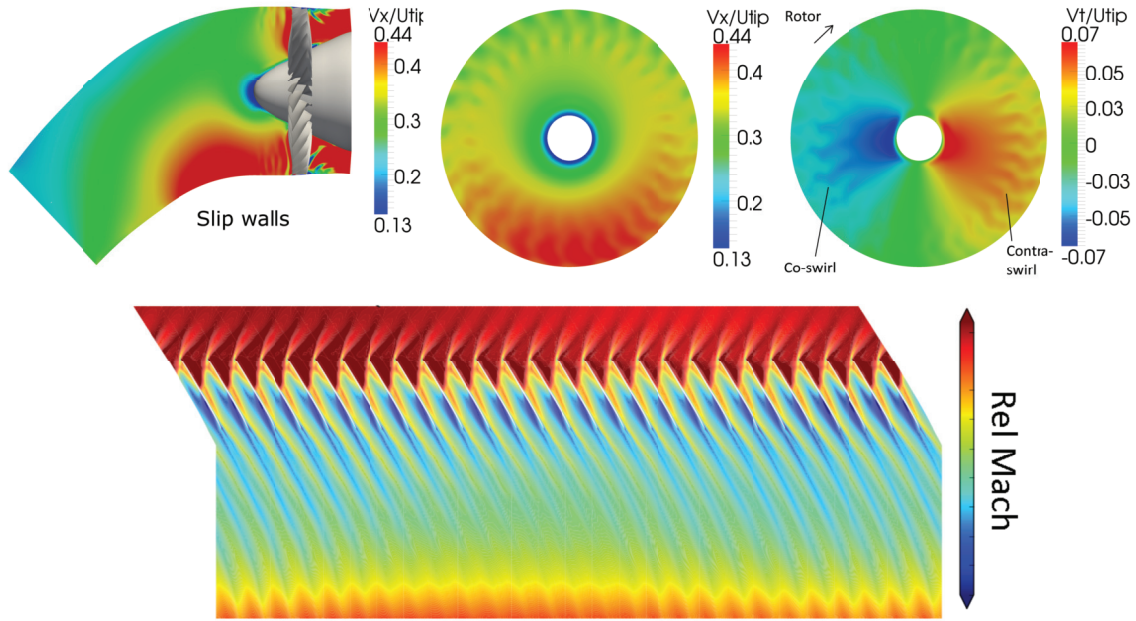 Vx/Utip
0.44
0.4
0.3
0.2
0.13
Slip walls
Vx/Utip
0.44
0.4
0.3
0.2
0.13
Rotor
Vt/Utip
0.07
0.05
0.03
0
-0.03
-0.05
-0.07
Co-swirl
Contra-
swirl
Rel Mach